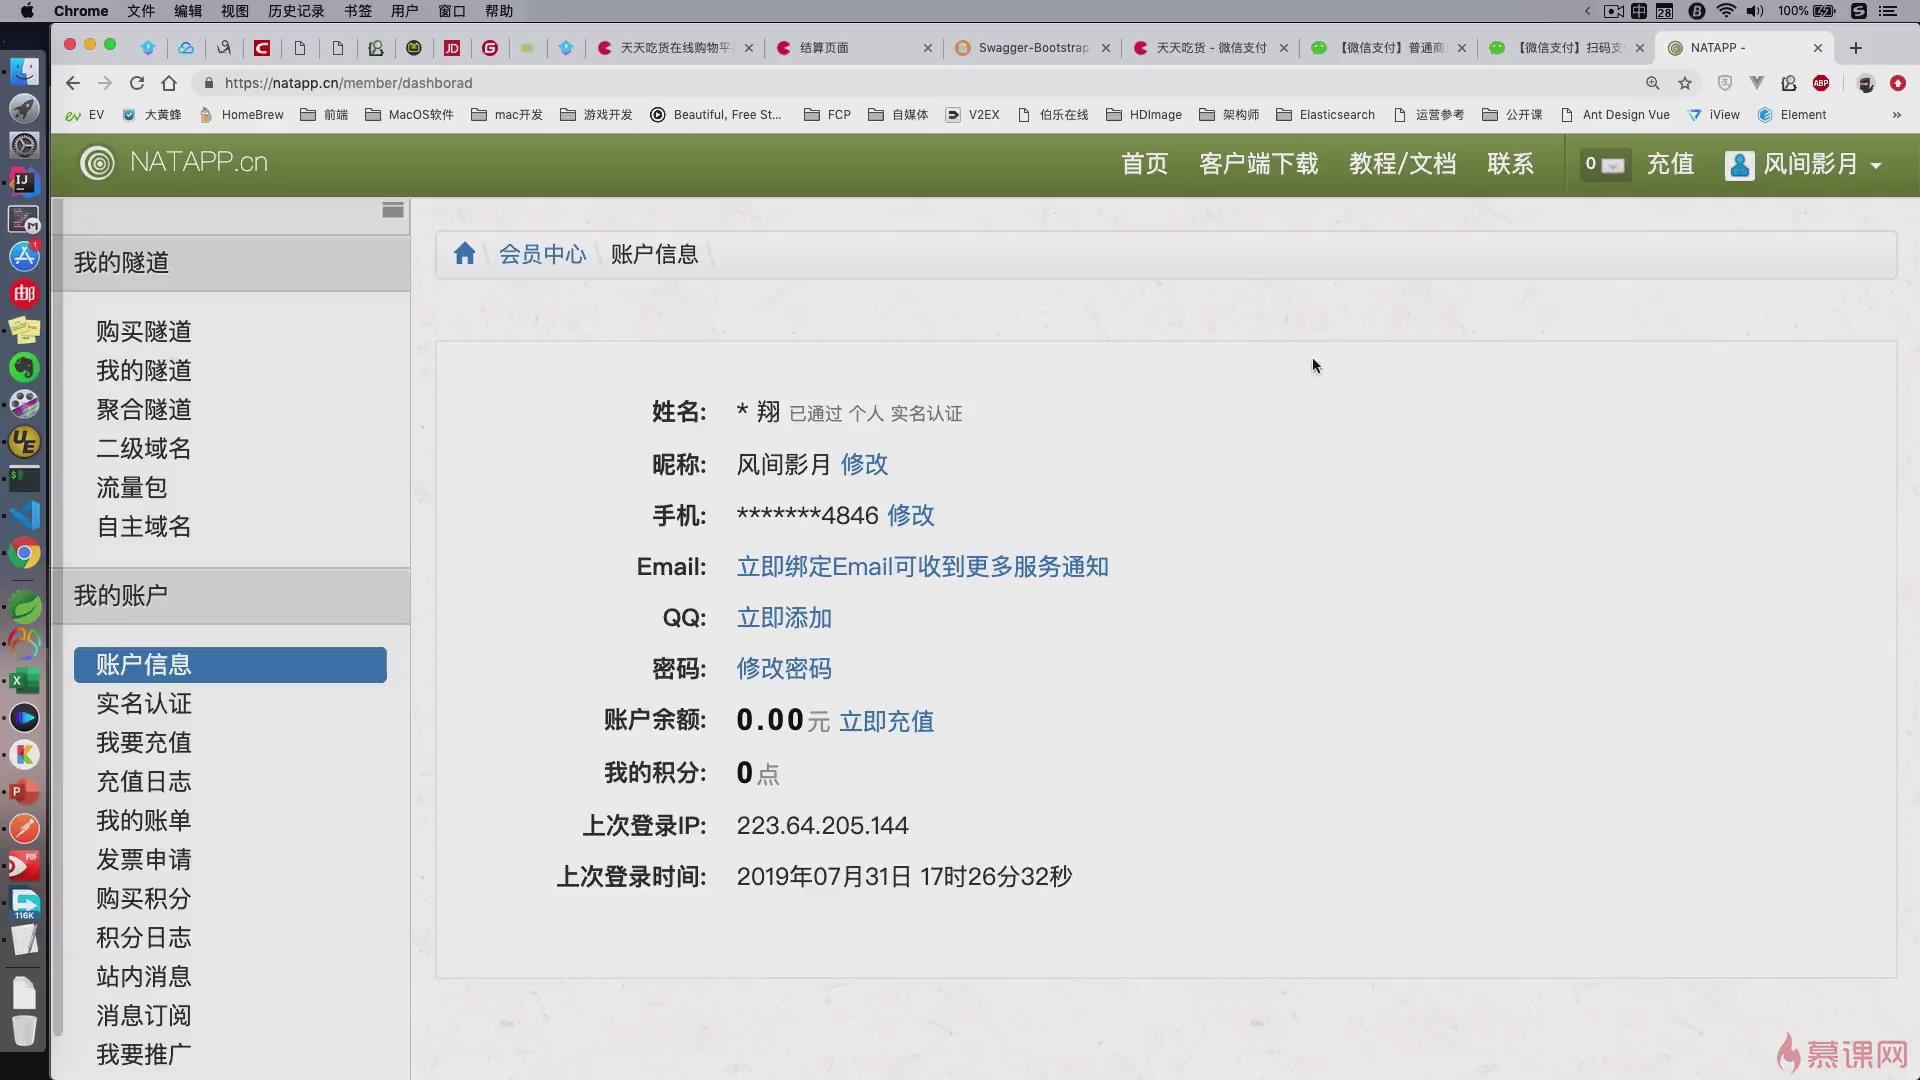 Chrome 文件 编辑 视图 历史记录 书签 用户 窗口 帮助
28 100%
天天吃货在线购物平
结算页面
Swagger-Bootstrap
天天吃货 - 微信支付
【微信支付】普通商
【微信支付】扫码支
NATAPP -
https://natapp.cn/member/dashborad
ABP
EV 大黄蜂 HomeBrew 前端 MacOS软件 mac开发 游戏开发 Beautiful, Free St... FCP 自媒体 V2EX 伯乐在线 HDImage 架构师 Elasticsearch 运营参考 公开课 Ant Design Vue iView Element »
NATAPP.cn
首页 客户端下载 教程/文档 联系 0 充值 风间影月
我的隧道
购买隧道
我的隧道
聚合隧道
二级域名
流量包
自主域名
我的账户
账户信息
实名认证
我要充值
充值日志
我的账单
发票申请
购买积分
积分日志
站内消息
消息订阅
我要推广
会员中心 账户信息
姓名: * 翔 已通过 个人 实名认证
昵称: 风间影月 修改
手机: *******4846 修改
Email: 立即绑定Email可收到更多服务通知
QQ: 立即添加
密码: 修改密码
账户余额: 0.00元 立即充值
我的积分: 0点
上次登录IP: 223.64.205.144
上次登录时间: 2019年07月31日 17时26分32秒
116K
慕课网